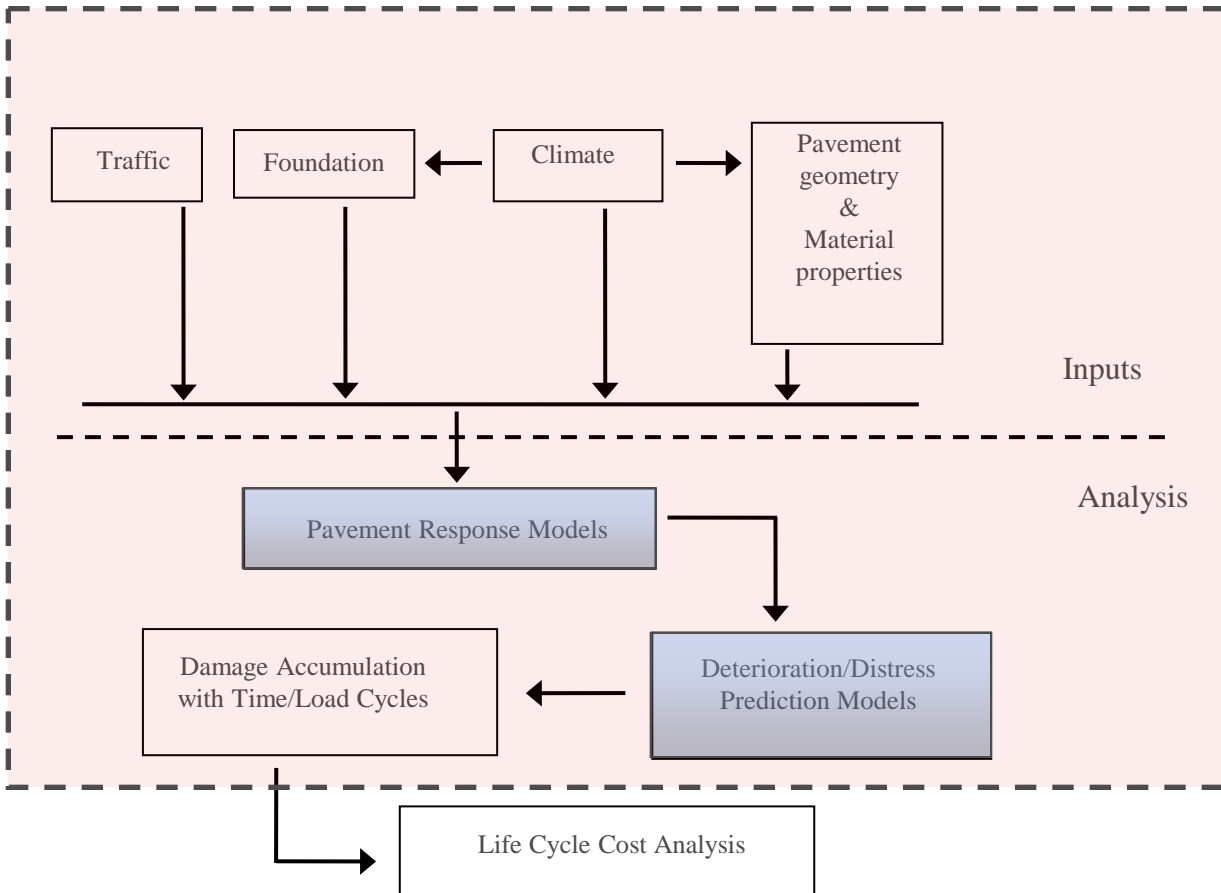 Traffic
Foundation
Climate
Pavement
geometry
&
Material
properties
Inputs
Analysis
Pavement Response Models
Deterioration/Distress
Prediction Models
Damage Accumulation
with Time/Load Cycles
Life Cycle Cost Analysis